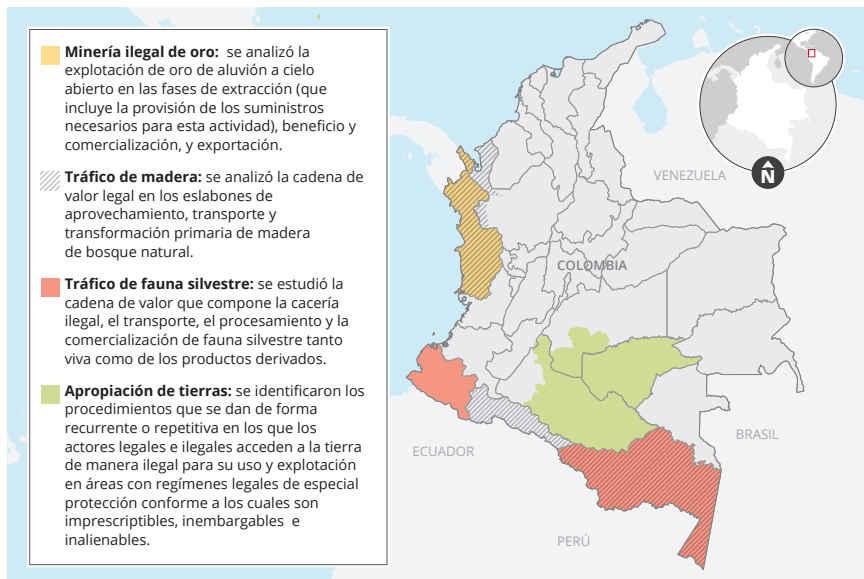 Minería ilegal de oro: se analizó la
explotación de oro de aluvión a cielo
abierto en las fases de extracción (que
incluye la provisión de los suministros
necesarios para esta actividad), beneficio y
comercialización, y exportación.
Tráfico de madera: se analizó la cadena de
valor legal en los eslabones de
aprovechamiento, transporte y
transformación primaria de madera
de bosque natural.
Tráfico de fauna silvestre: se estudió la
cadena de valor que compone la cacería
ilegal, el transporte, el procesamiento y la
comercialización de fauna silvestre tanto
viva como de los productos derivados.
Apropiación de tierras: se identificaron los
procedimientos que se dan de forma
recurrente o repetitiva en los que los
actores legales e ilegales acceden a la tierra
de manera ilegal para su uso y explotación
en áreas con regímenes legales de especial
protección conforme a los cuales son
imprescriptibles, inembargables e
inalienables.
N
VENEZUELA
COLOMBIA
BRASIL
ECUADOR
PERÚ